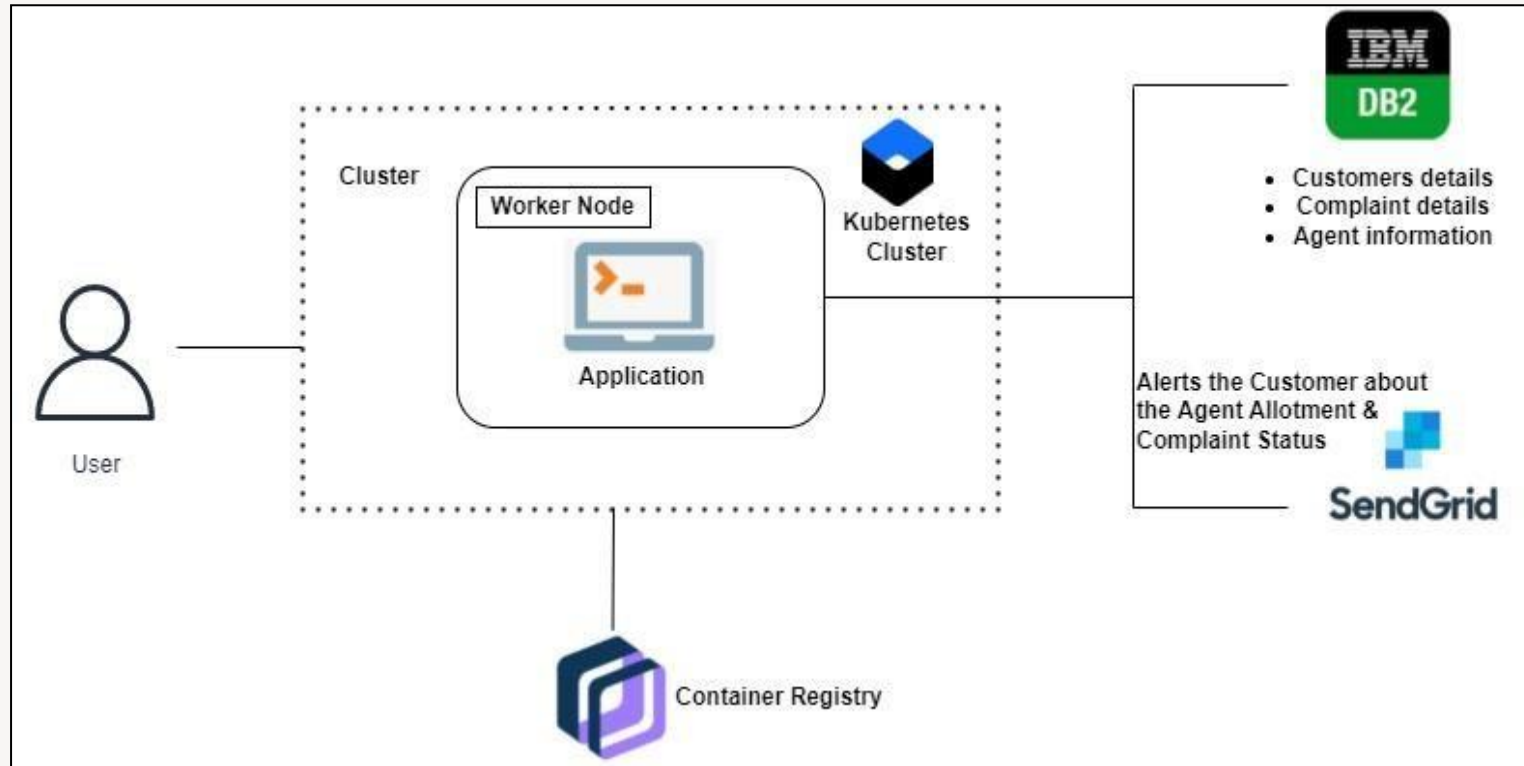 IBM
DB2
• Customers details
• Complaint details
• Agent information
Cluster
Worker Node
Kubernetes
Cluster
Application
User
Alerts the Customer about
the Agent Allotment &
Complaint Status
SendGrid
Container Registry